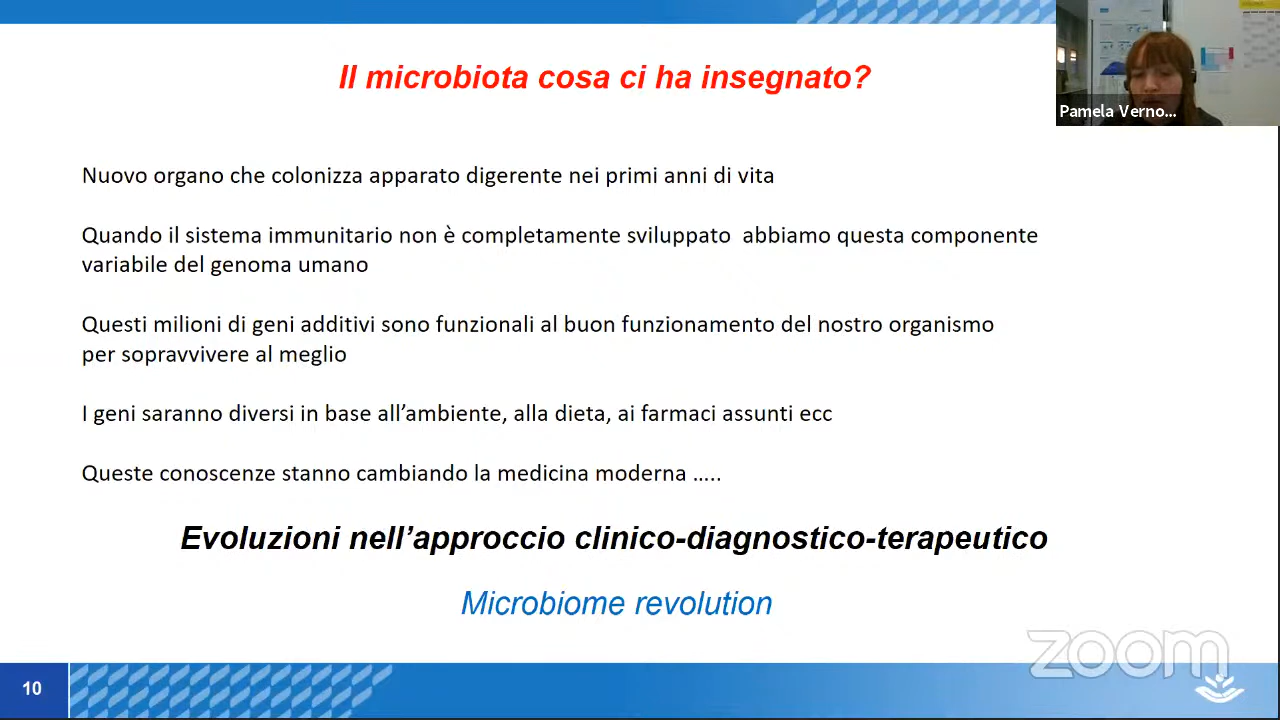 Il microbiota cosa ci ha insegnato?
Pamela Verno...
Nuovo organo che colonizza apparato digerente nei primi anni di vita
Quando il sistema immunitario non è completamente sviluppato abbiamo questa componente
variabile del genoma umano
Questi milioni di geni additivi sono funzionali al buon funzionamento del nostro organismo
per sopravvivere al meglio
I geni saranno diversi in base all’ambiente, alla dieta, ai farmaci assunti ecc
Queste conoscenze stanno cambiando la medicina moderna …..
Evoluzioni nell’approccio clinico-diagnostico-terapeutico
Microbiome revolution
zoom
10